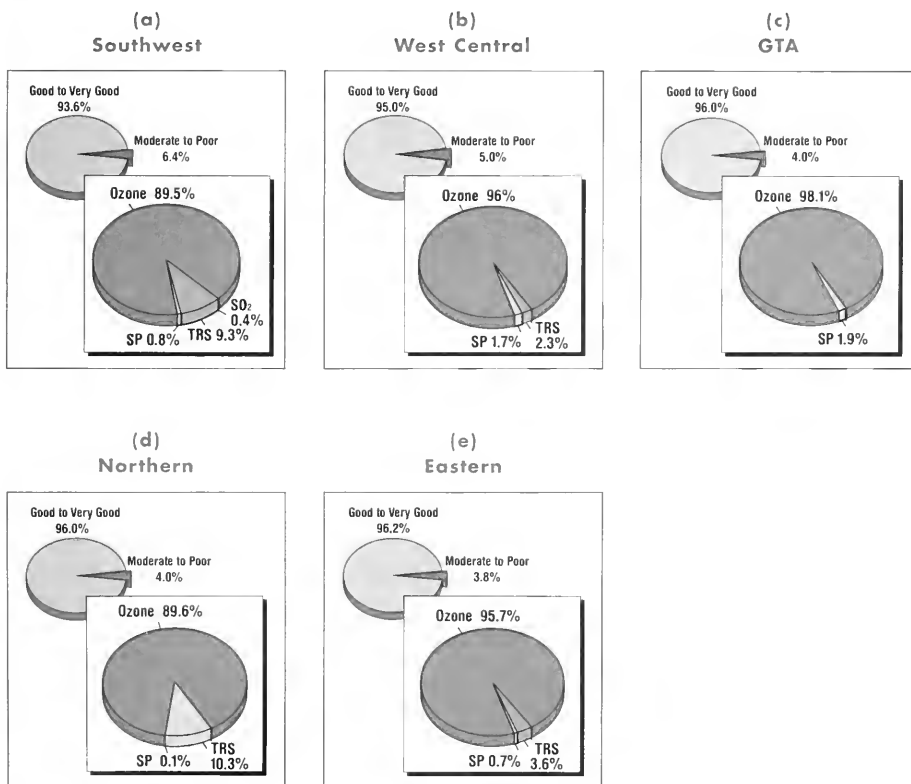 (a)
Southwest
Good to Very Good
93.6%
Moderate to Poor
6.4%
Ozone 89.5%
SO₂
0.4%
TRS 9.3%
SP 0.8%
(b)
West Central
Good to Very Good
95.0%
Moderate to Poor
5.0%
Ozone 96%
TRS
2.3%
SP 1.7%
(c)
GTA
Good to Very Good
96.0%
Moderate to Poor
4.0%
Ozone 98.1%
SP 1.9%
(d)
Northern
Good to Very Good
96.0%
Moderate to Poor
4.0%
Ozone 89.6%
TRS
10.3%
SP 0.1%
(e)
Eastern
Good to Very Good
96.2%
Moderate to Poor
3.8%
Ozone 95.7%
TRS
3.6%
SP 0.7%